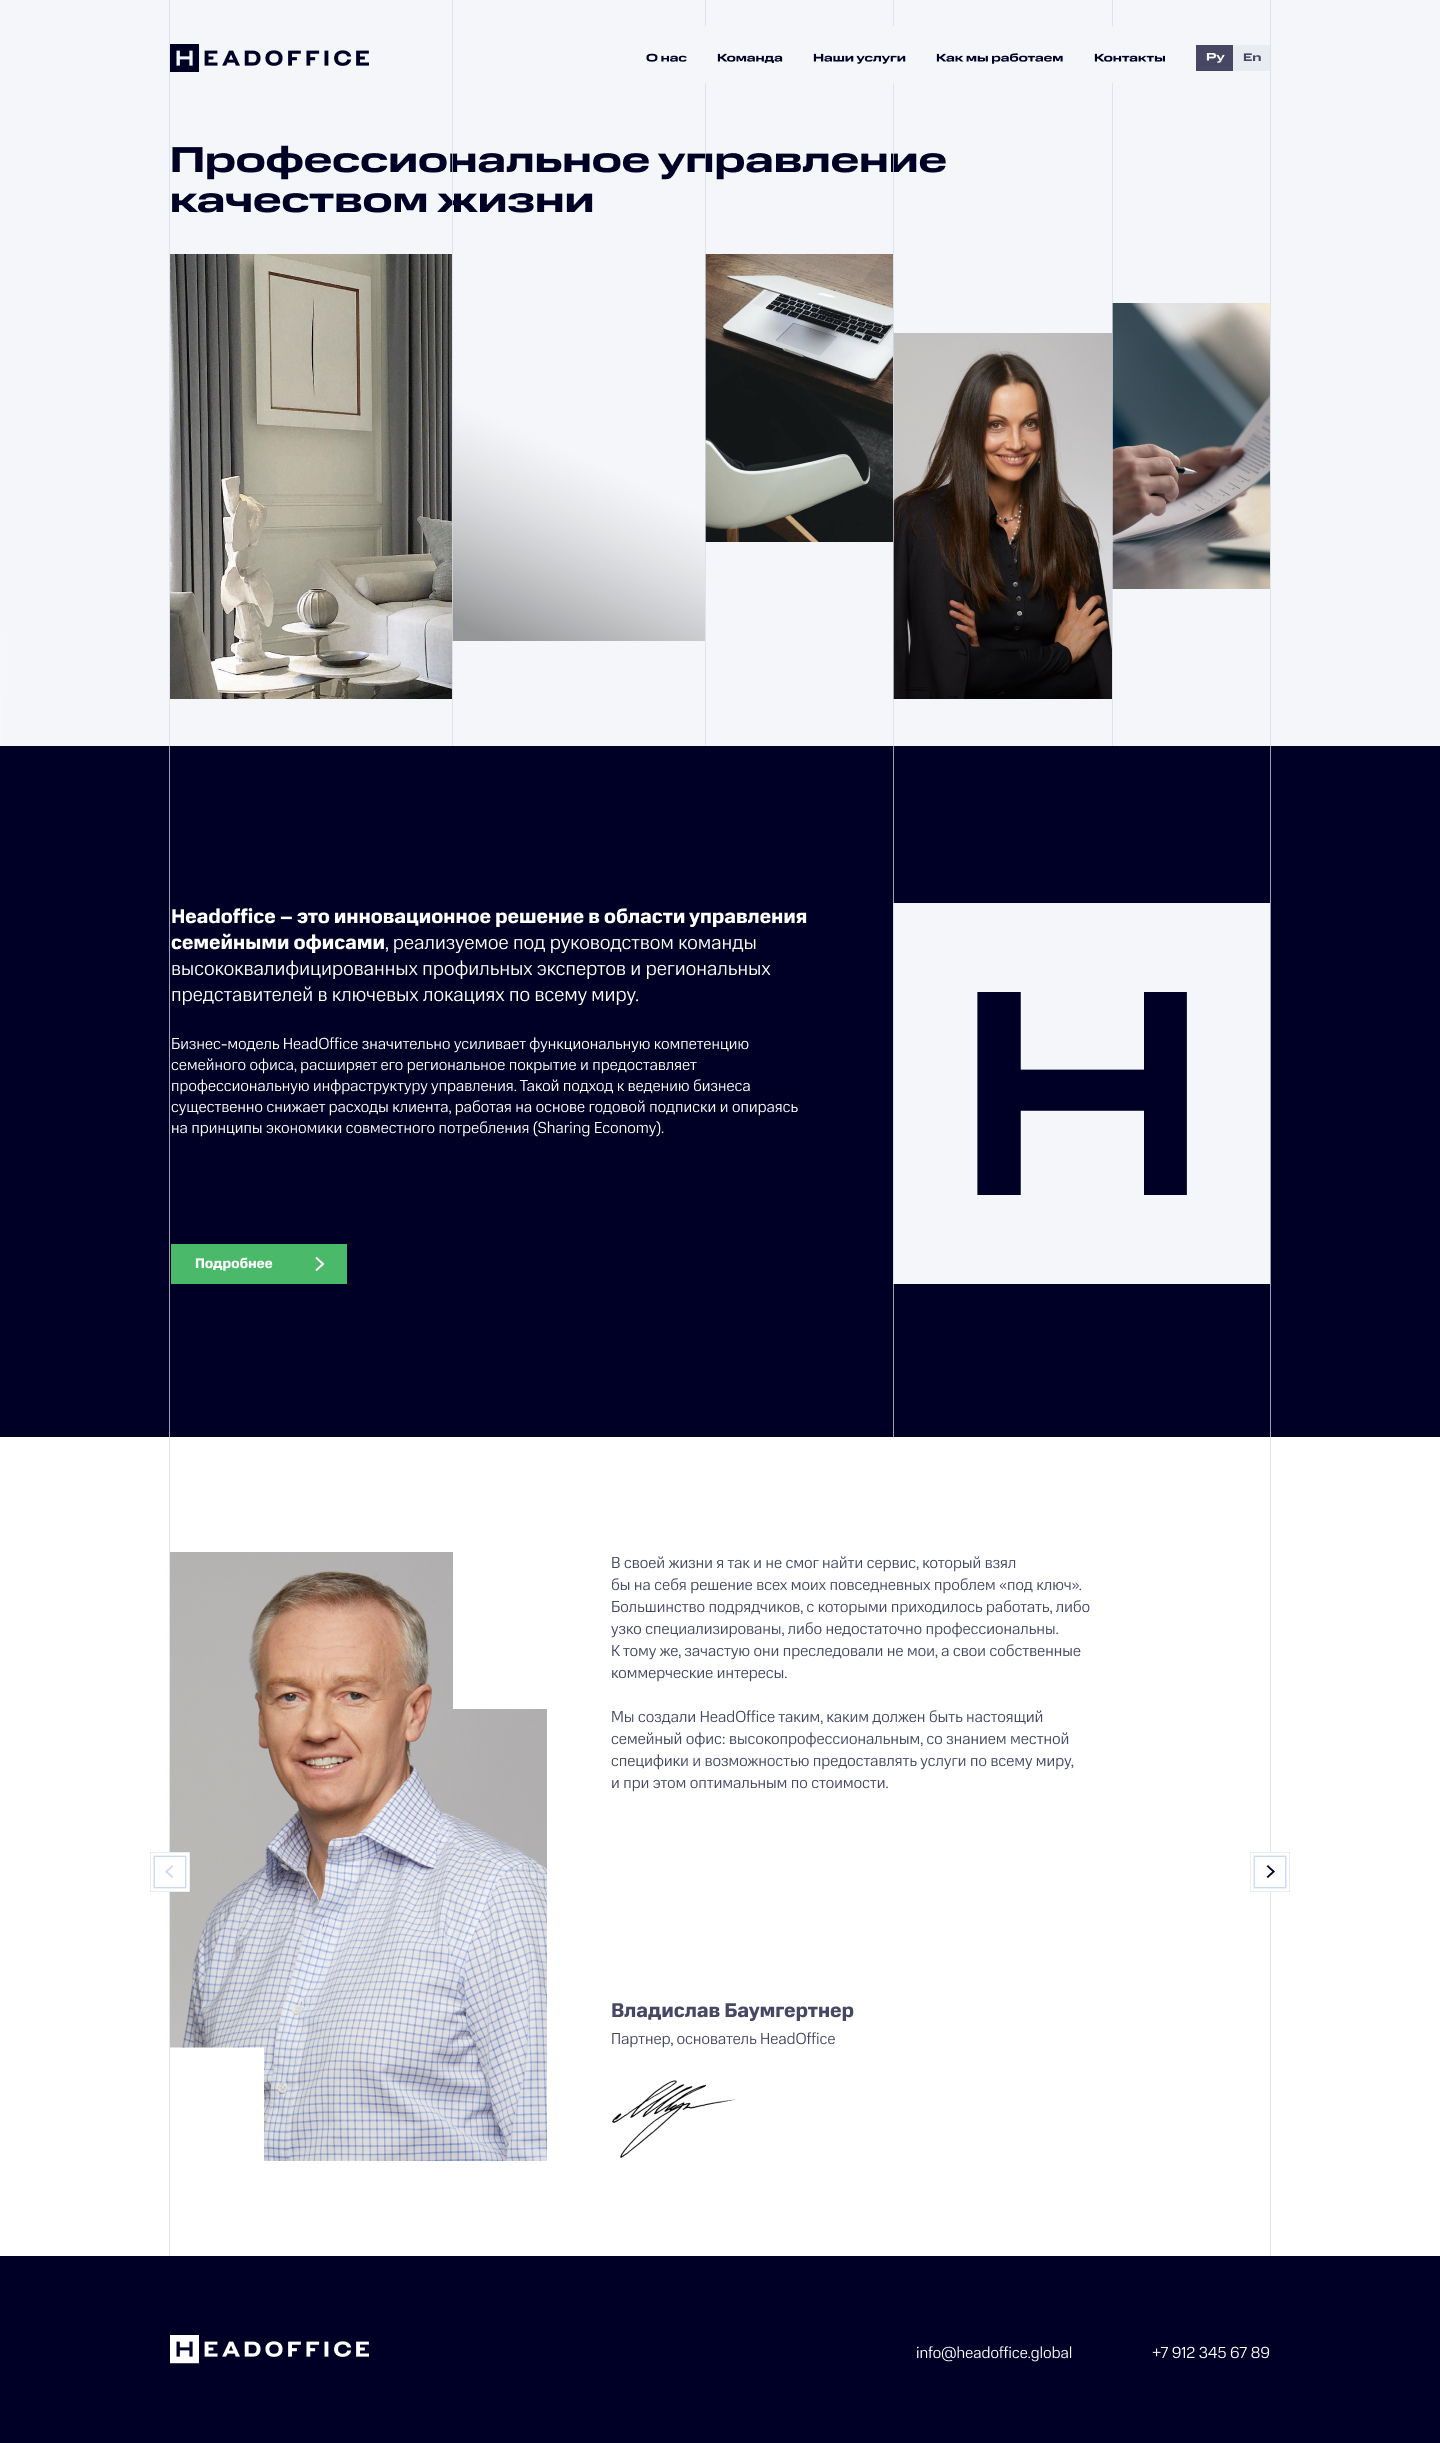 HEADOFFICE
О нас
Команда
Наши услуги
Как мы работаем
Контакты
Ру
En
Профессиональное управление
качеством жизни
Headoffice – это инновационное решение в области управления
семейными офисами, реализуемое под руководством команды
высококвалифицированных профильных экспертов и региональных
представителей в ключевых локациях по всему миру.
Бизнес-модель HeadOffice значительно усиливает функциональную компетенцию
семейного офиса, расширяет его региональное покрытие и предоставляет
профессиональную инфраструктуру управления. Такой подход к ведению бизнеса
существенно снижает расходы клиента, работая на основе годовой подписки и опираясь
на принципы экономики совместного потребления (Sharing Economy).
Подробнее
H
В своей жизни я так и не смог найти сервис, который взял
бы на себя решение всех моих повседневных проблем «под ключ».
Большинство подрядчиков, с которыми приходилось работать, либо
узко специализированы, либо недостаточно профессиональны.
К тому же, зачастую они преследовали не мои, а свои собственные
коммерческие интересы.
Мы создали HeadOffice таким, каким должен быть настоящий
семейный офис: высокопрофессиональным, со знанием местной
специфики и возможностью предоставлять услуги по всему миру,
и при этом оптимальным по стоимости.
Владислав Баумгертнер
Партнер, основатель HeadOffice
HEADOFFICE
info@headoffice.global
+7 912 345 67 89